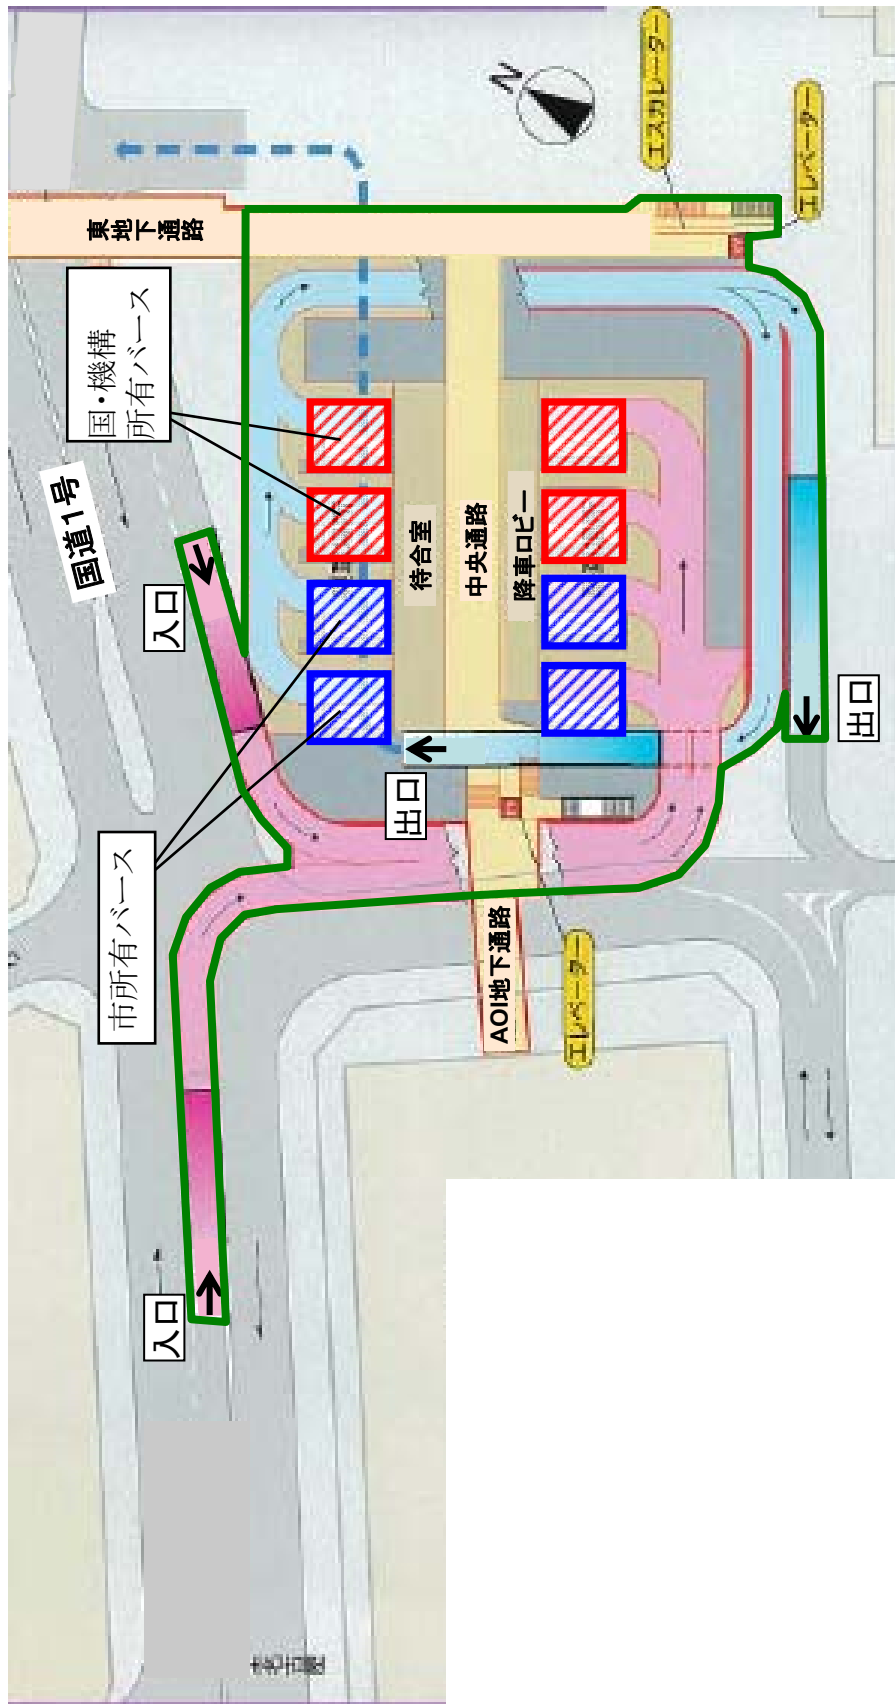 N
エスカレーター
エレベーター
東地下通路
国・機構
所有バース
国道1号
入口
待合室
中央通路
降車ロビー
出口
出口
市所有バース
AOI地下通路
エレベーター
入口